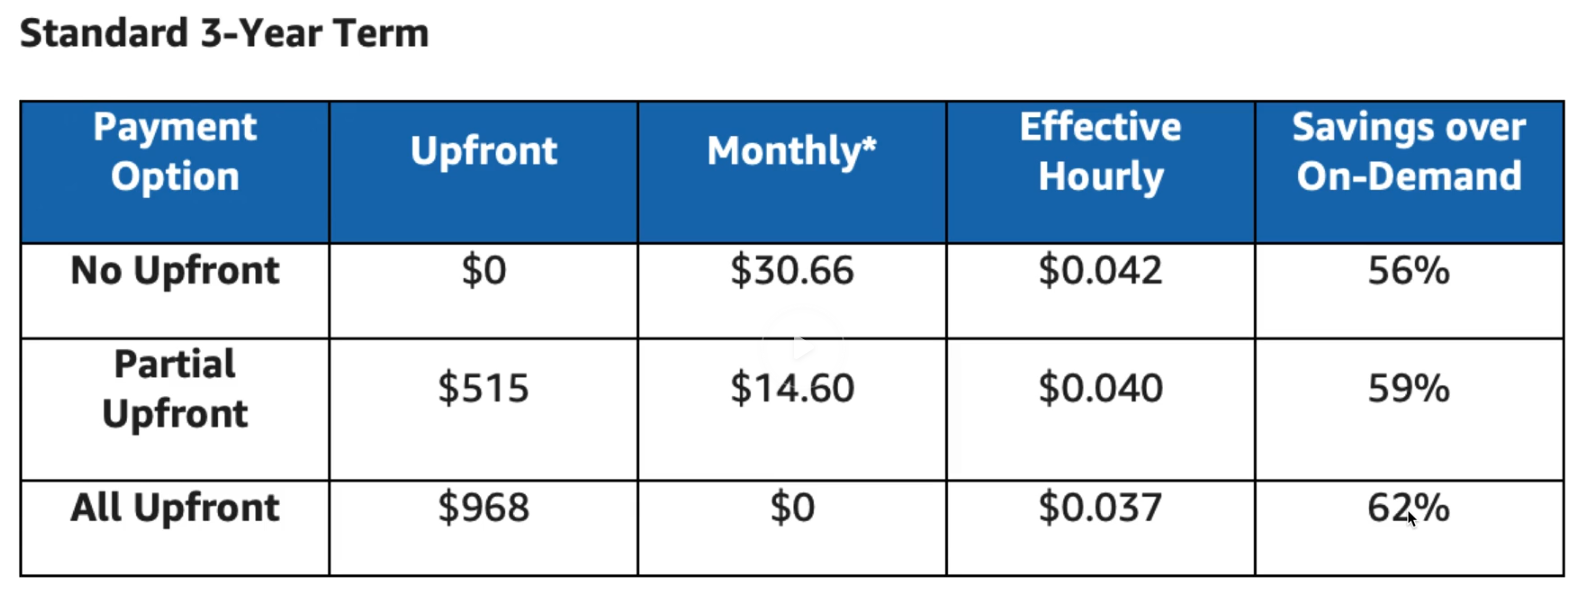 Standard 3-Year Term
Payment Option
Upfront
Monthly*
Effective Hourly
Savings over On-Demand
No Upfront
$0
$30.66
$0.042
56%
Partial Upfront
$515
$14.60
$0.040
59%
All Upfront
$968
$0
$0.037
62%